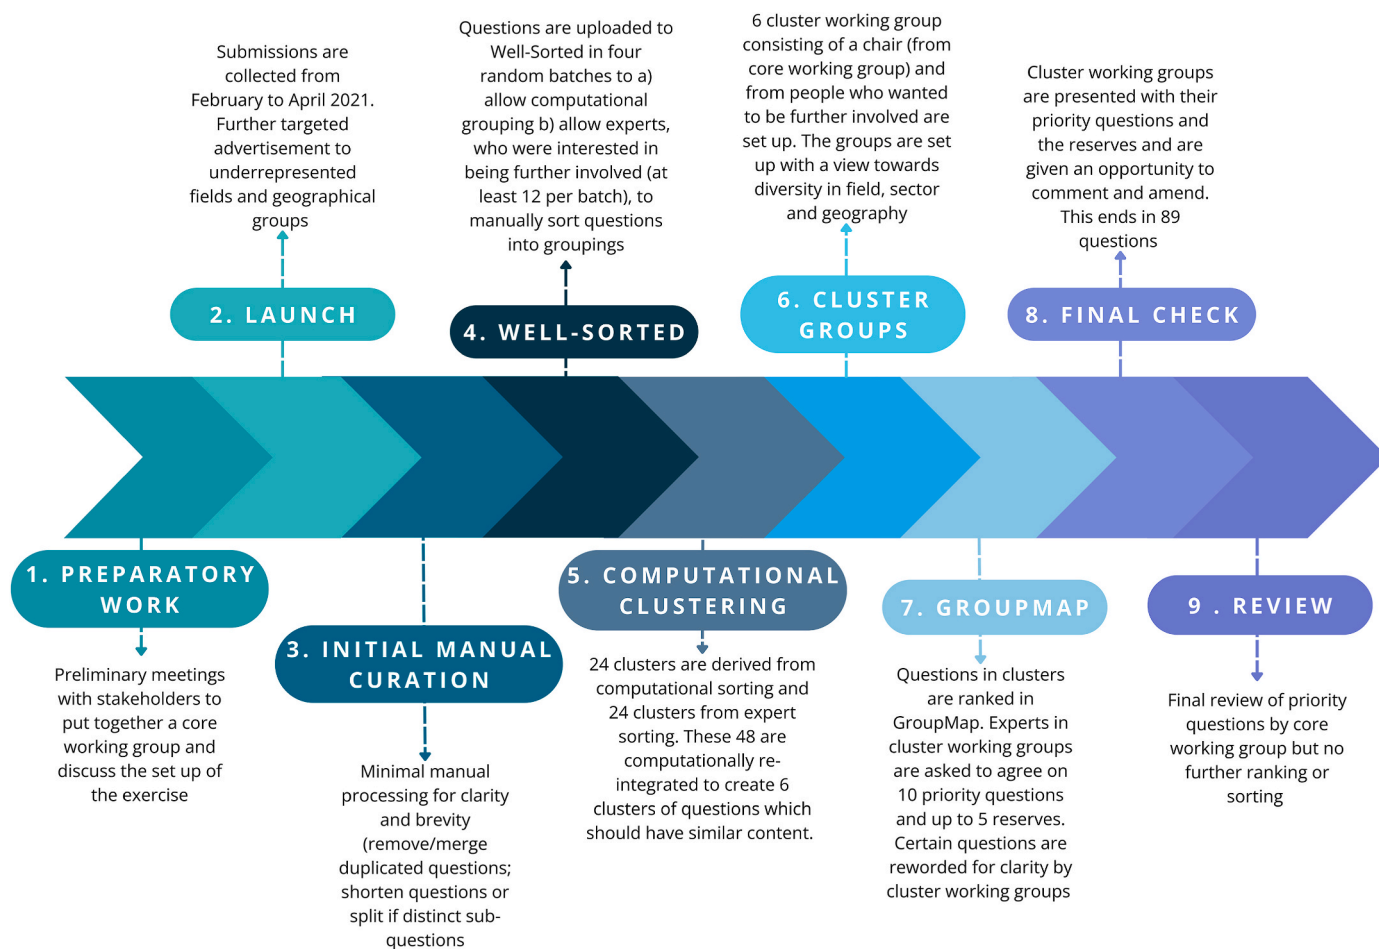 Submissions are
collected from
February to April 2021.
Further targeted
advertisement to
underrepresented
fields and geographical
groups
Questions are uploaded to
Well-Sorted in four
random batches to a)
allow computational
grouping b) allow experts,
who were interested in
being further involved (at
least 12 per batch), to
manually sort questions
into groupings
6 cluster working group
consisting of a chair (from
core working group) and
from people who wanted
to be further involved are
set up. The groups are set
up with a view towards
diversity in field, sector
and geography
Cluster working groups
are presented with their
priority questions and
the reserves and are
given an opportunity to
comment and amend.
This ends in 89
questions
2. LAUNCH
4. WELL-SORTED
6. CLUSTER
GROUPS
8. FINAL CHECK
1. PREPARATORY
WORK
3. INITIAL MANUAL
CURATION
5. COMPUTATIONAL
CLUSTERING
7. GROUPMAP
9 . REVIEW
Preliminary meetings
with stakeholders to
put together a core
working group and
discuss the set up of
the exercise
Minimal manual
processing for clarity
and brevity
(remove/merge
duplicated questions;
shorten questions or
split if distinct sub-
questions
24 clusters are derived from
computational sorting and
24 clusters from expert
sorting. These 48 are
computationally re-
integrated to create 6
clusters of questions which
should have similar content.
Questions in clusters
are ranked in
GroupMap. Experts in
cluster working groups
are asked to agree on
10 priority questions
and up to 5 reserves.
Certain questions are
reworded for clarity by
cluster working groups
Final review of priority
questions by core
working group but no
further ranking or
sorting